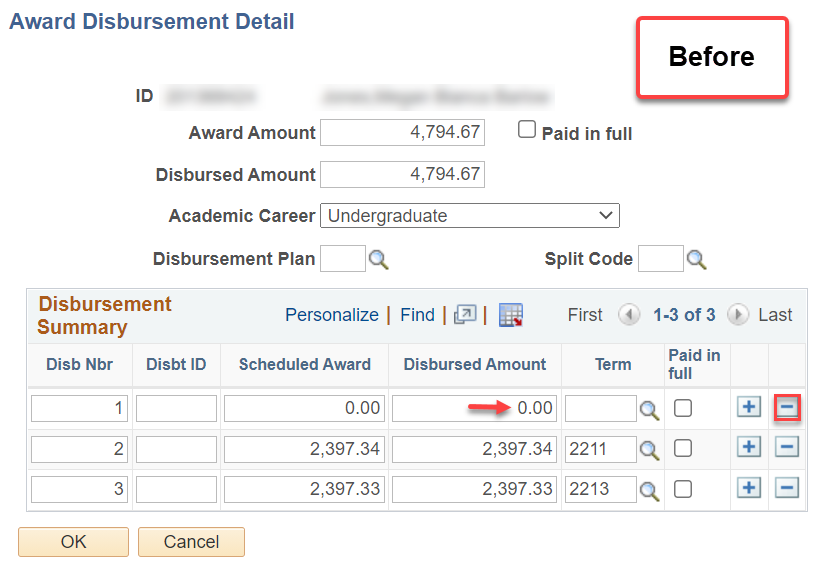 Award Disbursement Detail
Before
ID
Award Amount 4,794.67 Paid in full
Disbursed Amount 4,794.67
Academic Career Undergraduate
Disbursement Plan Split Code
Disbursement Summary Personalize | Find | | First 1-3 of 3 Last
Disb Nbr Disbt ID Scheduled Award Disbursed Amount Term Paid in full
1 0.00 0.00
2 2,397.34 2,397.34 2211
3 2,397.33 2,397.33 2213
OK Cancel